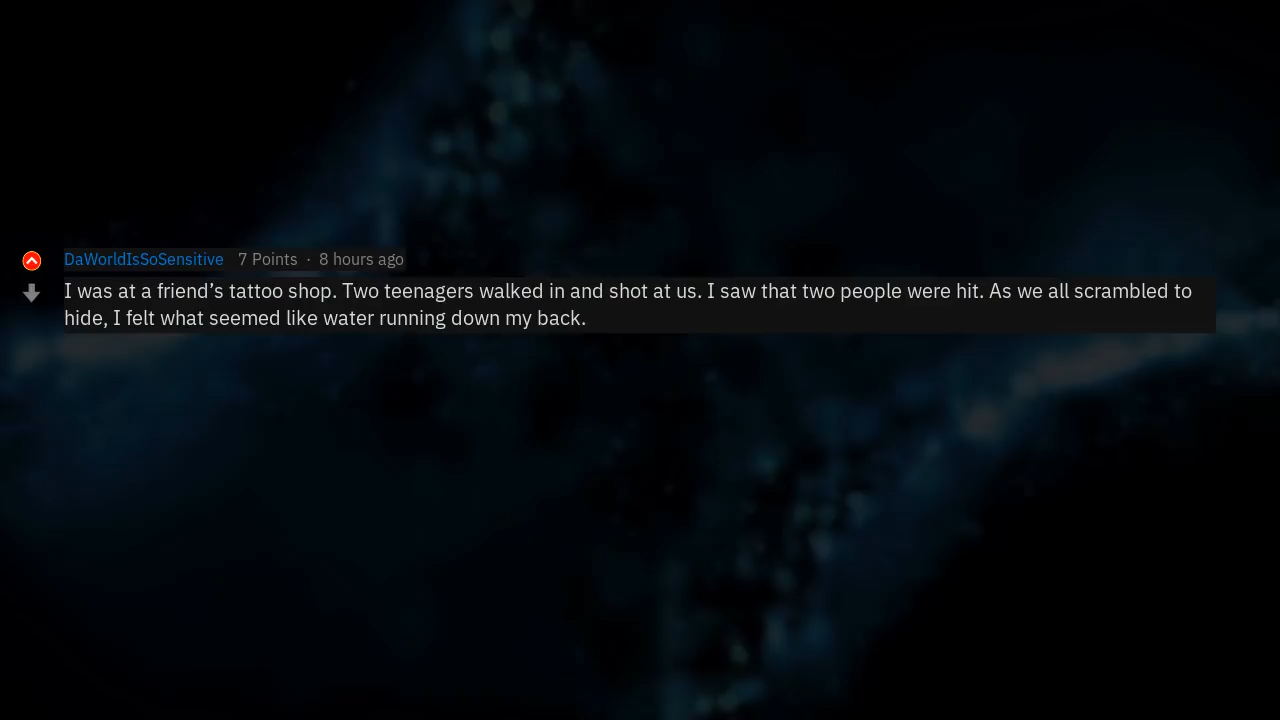 DaWorldIsSoSensitive 7 Points · 8 hours ago
I was at a friend’s tattoo shop. Two teenagers walked in and shot at us. I saw that two people were hit. As we all scrambled to
hide, I felt what seemed like water running down my back.